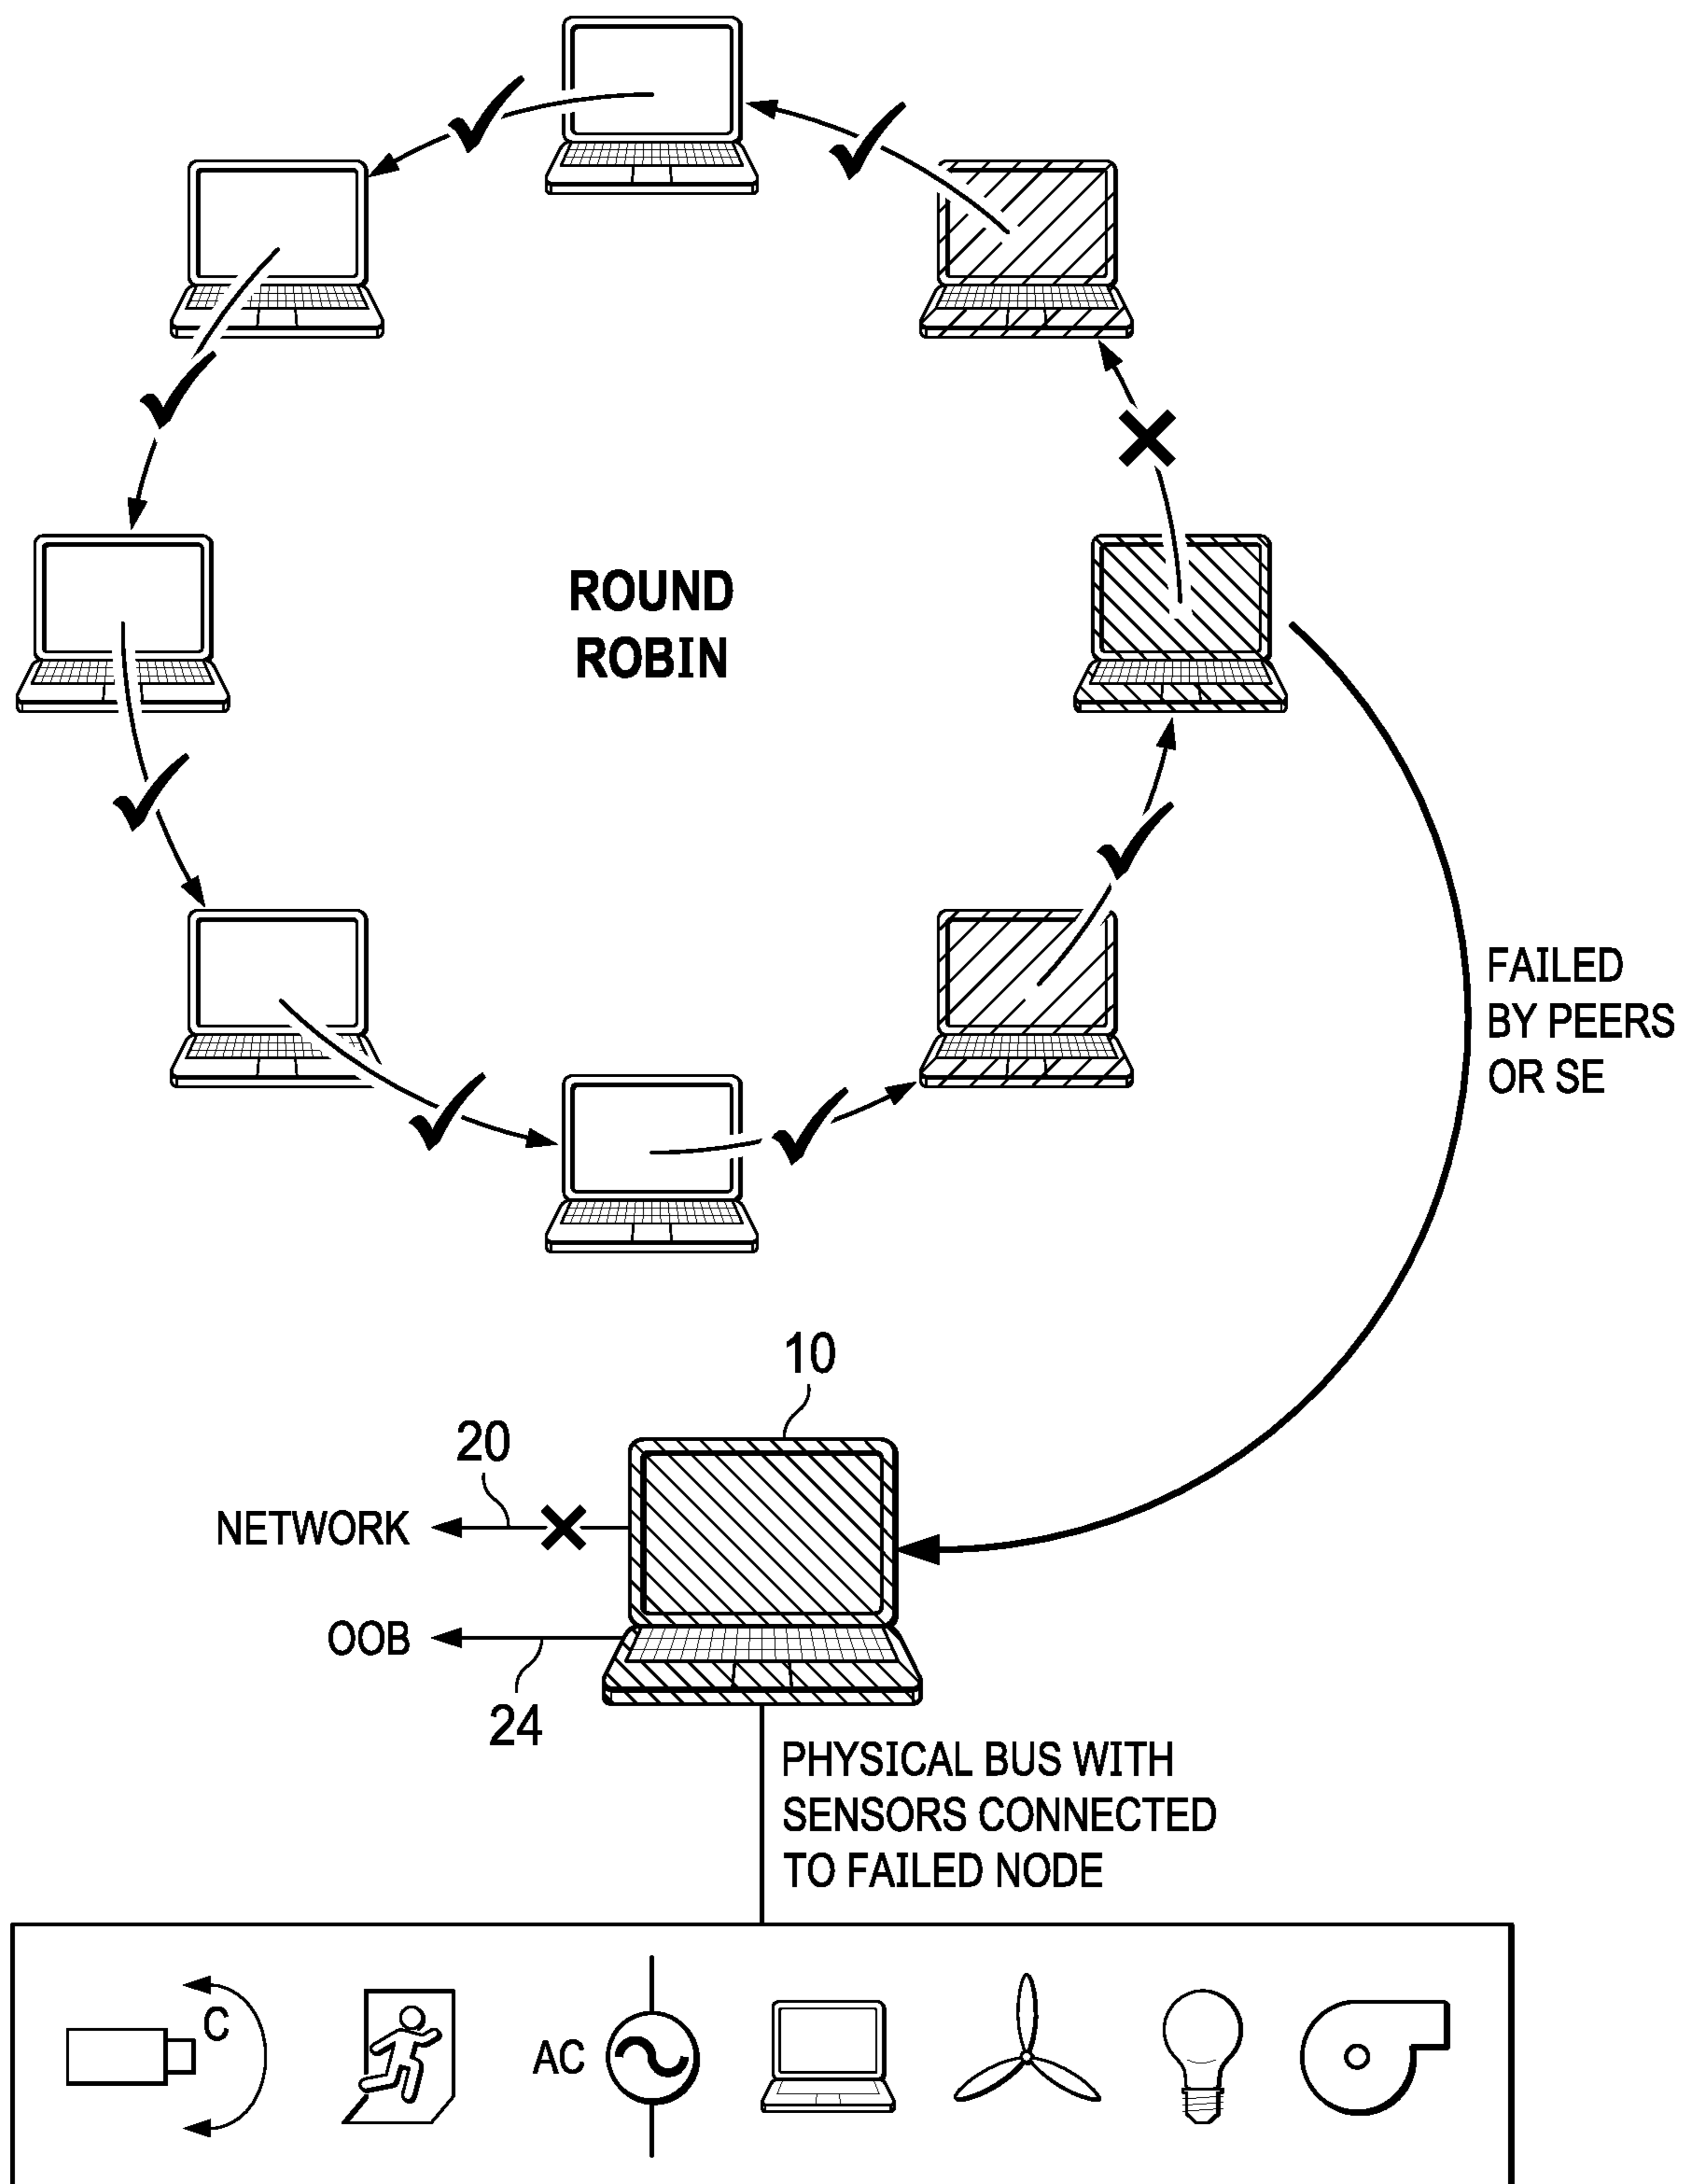 ROUND
ROBIN
FAILED
BY PEERS
OR SE
10
20
NETWORK
OOB
24
PHYSICAL BUS WITH
SENSORS CONNECTED
TO FAILED NODE
C
AC